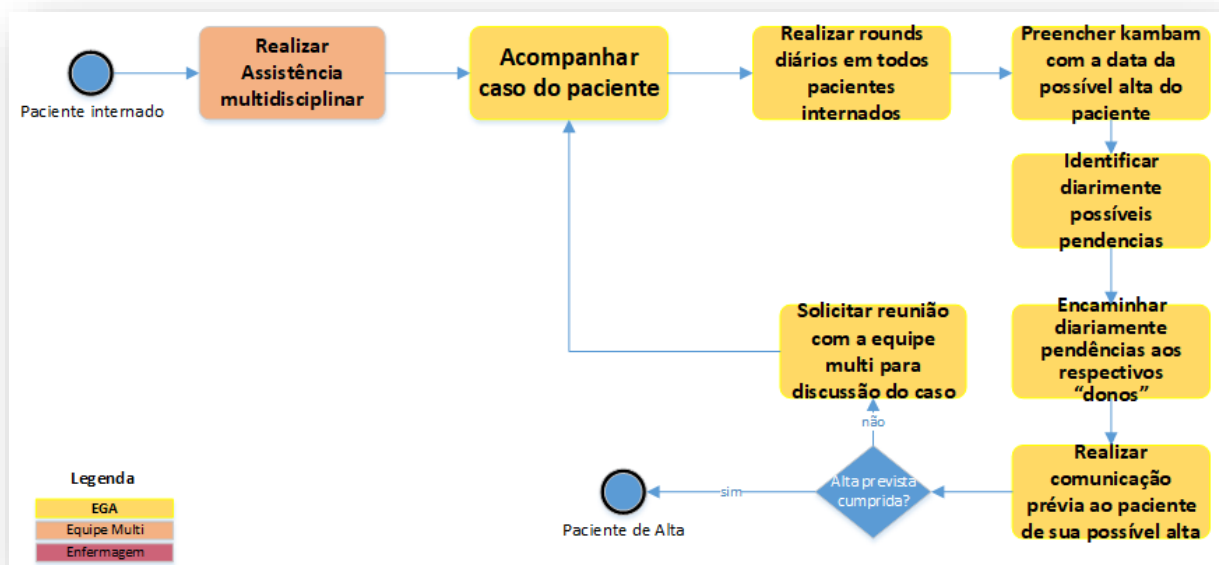 Paciente internado
Realizar
Assistência
multidisciplinar
Acompanhar
caso do paciente
Realizar rounds
diários em todos
pacientes
internados
Preencher kambam
com a data da
possível alta do
paciente
Identificar
diarimente
possíveis
pendencias
Encaminhar
diariamente
pendências aos
respectivos
“donos”
Realizar
comunicação
prévia ao paciente
de sua possível alta
Alta prevista
cumprida?
não
Solicitar reunião
com a equipe
multi para
discussão do caso
sim
Paciente de Alta
Legenda
EGA
Equipe Multi
Enfermagem